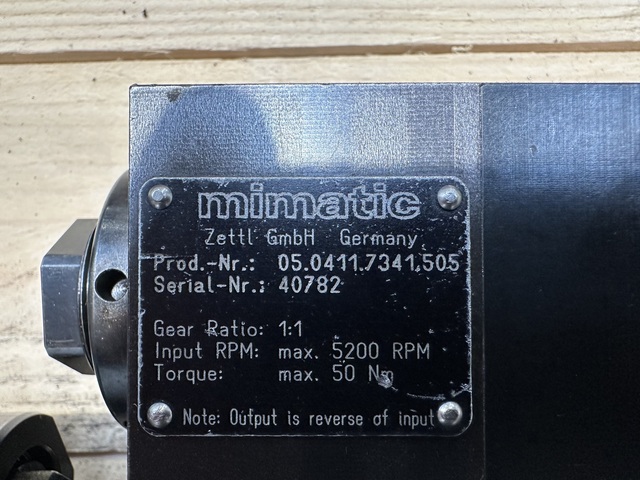 mimatic
Zettl GmbH Germany
Prod.-Nr.: 05.0411.7341.505
Serial-Nr.: 40782
Gear Ratio: 1:1
Input RPM: max. 5200 RPM
Torque: max. 50 Nm
Note: Output is reverse of input